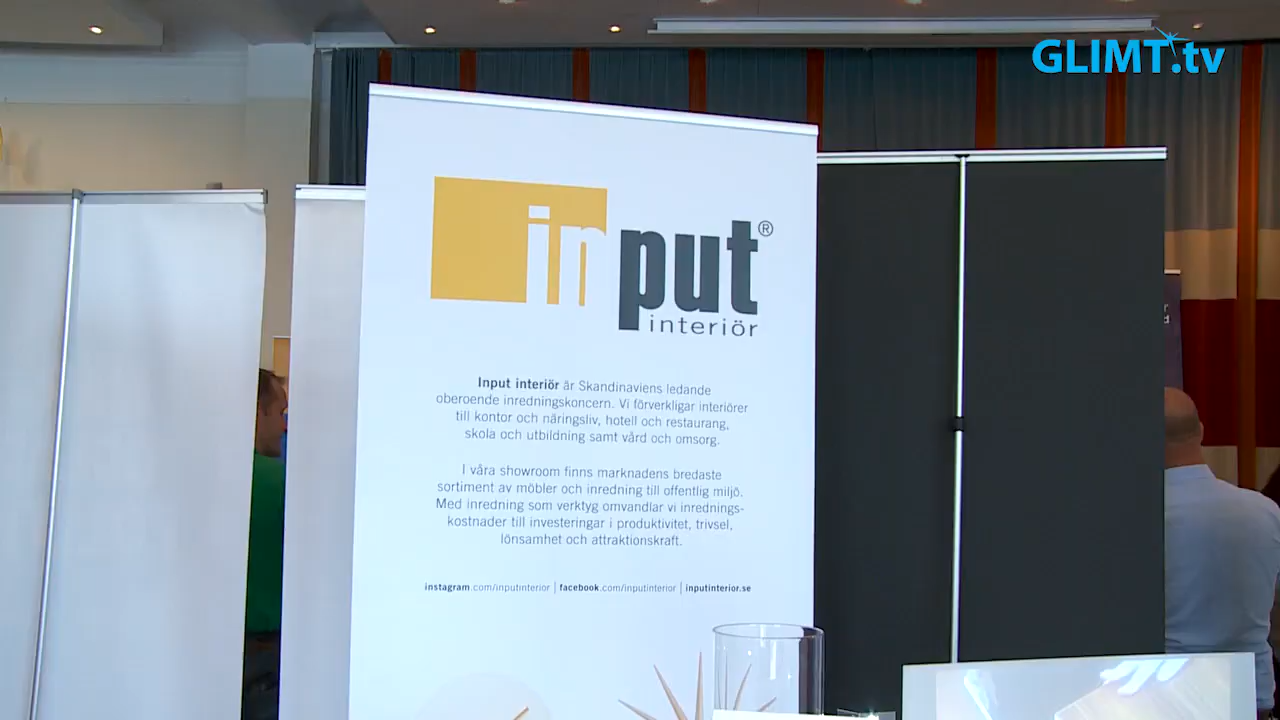 GLIMT.tv
input®
interiör
Input interiör är Skandinaviens ledande
oberoende inredningskoncern. Vi förverkligar interiörer
till kontor och näringsliv, hotell och restaurang,
skola och utbildning samt vård och omsorg.
I våra showroom finns marknadens bredaste
sortiment av möbler och inredning till offentlig miljö.
Med inredning som verktyg omvandlar vi inrednings-
kostnader till investeringar i produktivitet, trivsel,
lönsamhet och attraktionskraft.
instagram.com/inputinterior | facebook.com/inputinterior | inputinterior.se